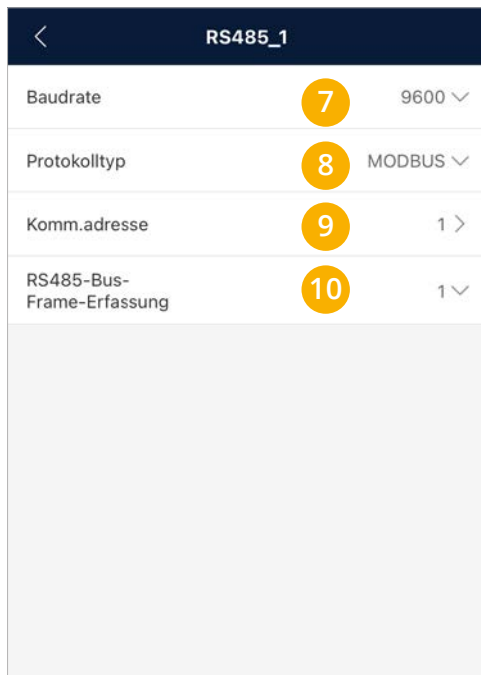 RS485_1
Baudrate 7 9600
Protokolltyp 8 MODBUS
Komm.adresse 9 1
RS485-Bus-
Frame-Erfassung 10 1